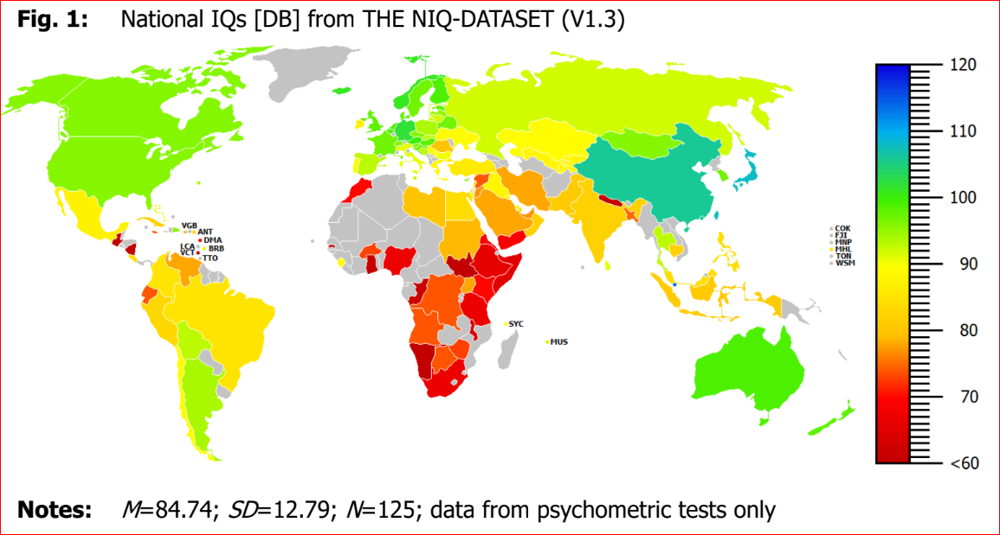 Fig. 1: National IQs [DB] from THE NIQ-DATASET (V1.3)
120
110
100
90
80
70
<60
VGB
ANT
DMA
LCA
BRB
VCT
TTO
SYC
MUS
COK
FJI
MNP
MHL
TON
WSM
Notes: M=84.74; SD=12.79; N=125; data from psychometric tests only